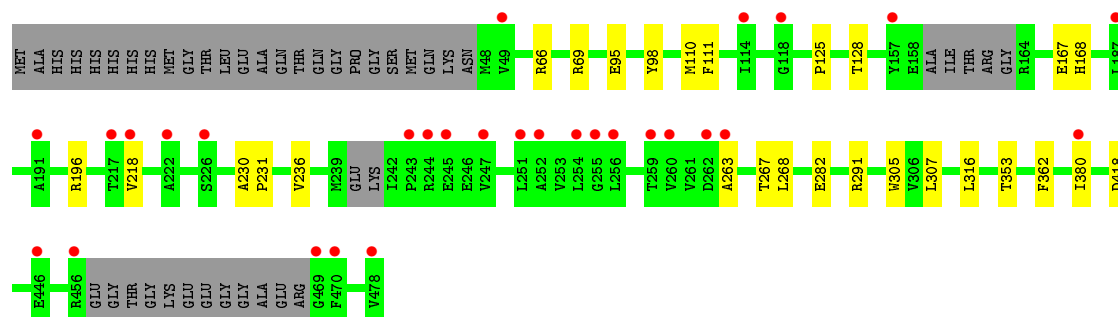 MET ALA HIS HIS HIS HIS HIS HIS MET GLY THR LEU GLU ALA GLN THR GLN GLY PRO GLY SER MET GLN LYS ASN M48 V49 R66 R69 E95 Y98 M110 F111 I114 G118 P125 T128 Y157 E158 ALA ILE THR ARG GLY R164 E167 H168 L187
A191 R196 T217 V218 A222 S226 A230 P231 V236 M239 GLU LYS I242 P243 R244 E245 E246 V247 L251 A252 V253 L254 G255 L256 T259 V260 V261 D262 A263 T267 L268 E282 R291 W305 V306 L307 L316 T353 F362 I380
E446 R456 GLU GLY THR GLY LYS GLU GLU GLY GLY ALA GLU ARG G469 F470 V478